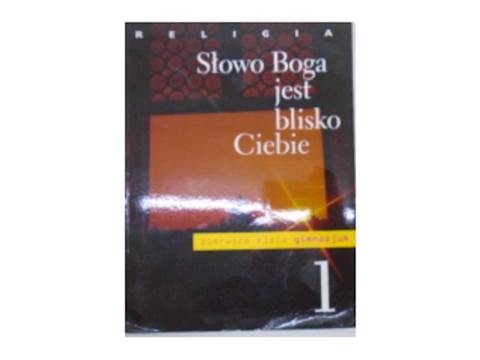 RELIGIA
Słowo Boga
jest
blisko
Ciebie
pierwsza klasa gimnazjum
1